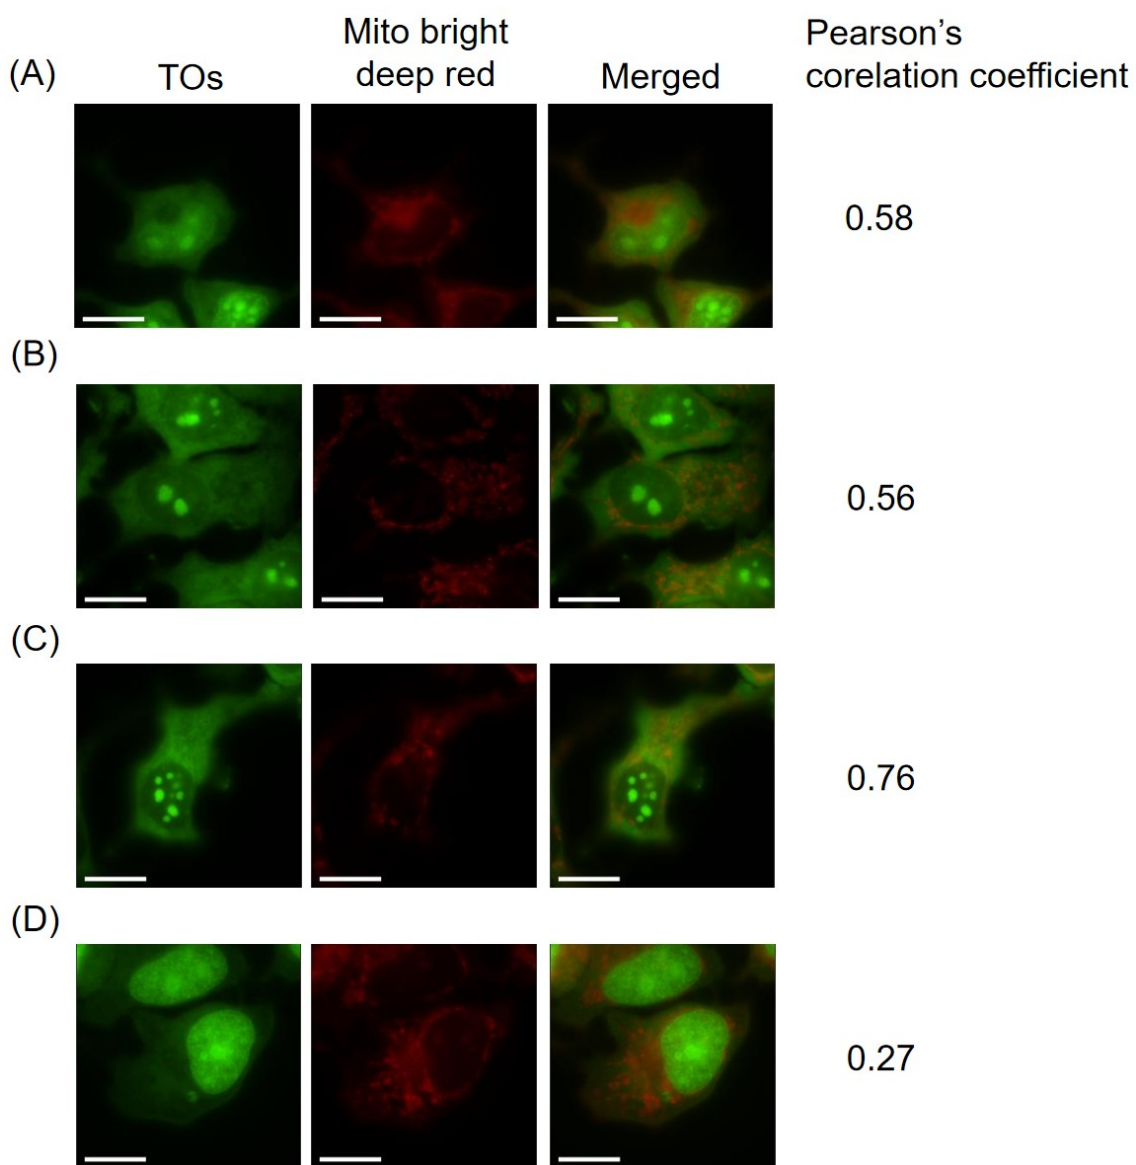 (A)
TOs
Mito bright
deep red
Merged
Pearson’s
corelation coefficient
0.58
(B)
0.56
(C)
0.76
(D)
0.27